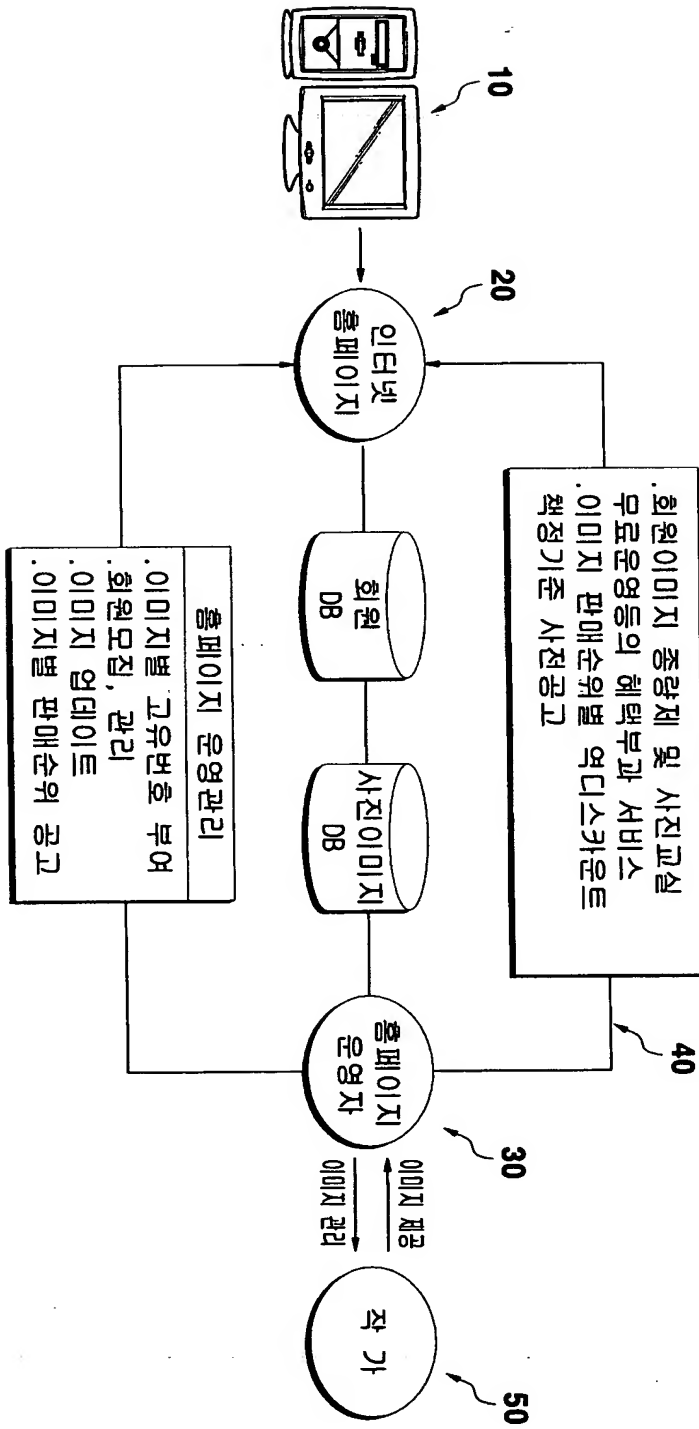 .회원이미지 종량제 및 사진교실
무료운영등의 혜택부과 서비스
.이미지 판매순위별 역디스카운트
책정기준 사전공고
40
10
20
30
50
인터넷
홈페이지
회원
DB
사진이미지
DB
홈페이지
운영자
이미지 제공
이미지 관리
작 가
홈페이지 운영관리
.이미지별 고유번호 부여
.회원모집, 관리
.이미지 업데이트
.이미지별 판매순위 공고